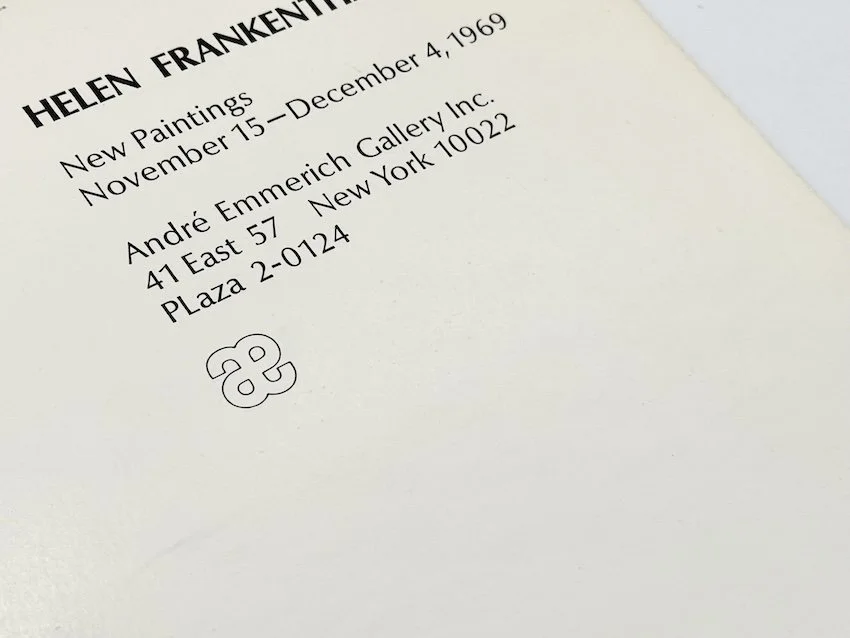 HELEN FRANKENTH
New Paintings
November 15–December 4, 1969
André Emmerich Gallery Inc.
41 East 57 New York 10022
PLaza 2-0124
æ